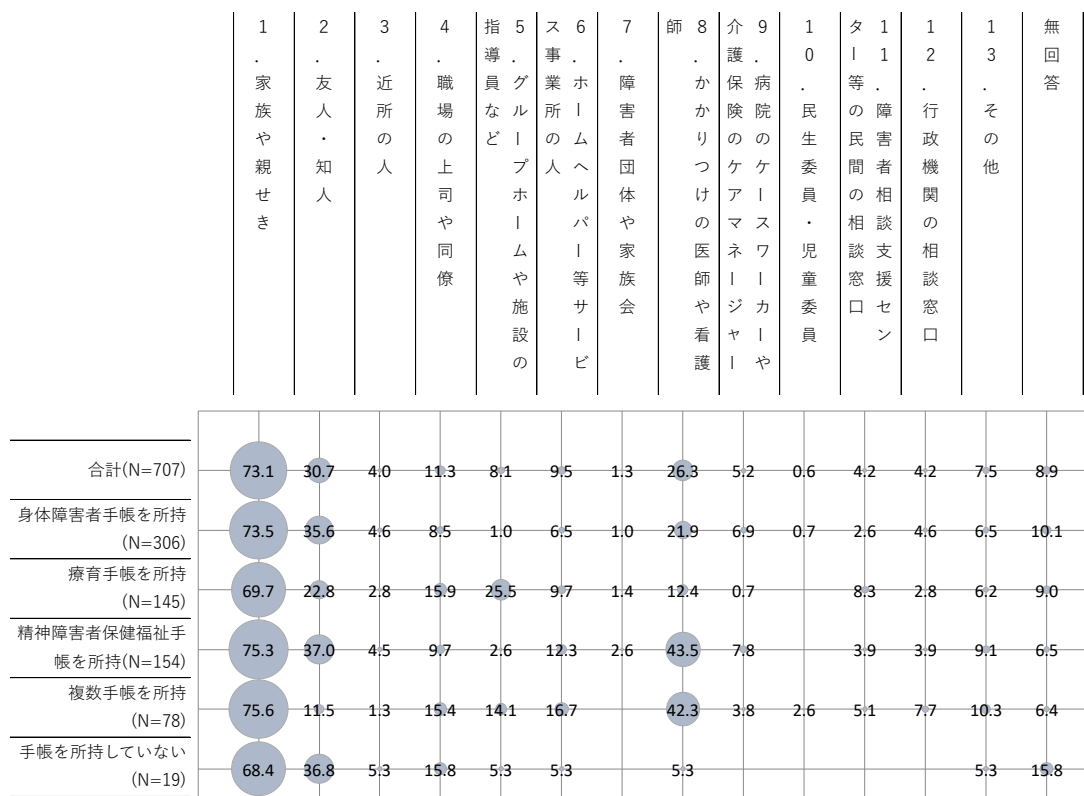 1.家族や親せき
2.友人・知人
3.近所の人
4.職場の上司や同僚
5.グループホームや施設の
指導員など
6.ホームヘルパー等サービ
ス事業所の人
7.障害者団体や家族会
8.かかりつけの医師や看護
師
9.病院のケースワーカーや
介護保険のケアマネージャー
10.民生委員・児童委員
11.障害者相談支援セン
ター等の民間の相談窓口
12.行政機関の相談窓口
13.その他
無回答
合計(N=707)
73.1 30.7 4.0 11.3 8.1 9.5 1.3 26.3 5.2 0.6 4.2 4.2 7.5 8.9
身体障害者手帳を所持
(N=306)
73.5 35.6 4.6 8.5 1.0 6.5 1.0 21.9 6.9 0.7 2.6 4.6 6.5 10.1
療育手帳を所持
(N=145)
69.7 22.8 2.8 15.9 25.5 9.7 1.4 12.4 0.7 8.3 2.8 6.2 9.0
精神障害者保健福祉手
帳を所持(N=154)
75.3 37.0 4.5 9.7 2.6 12.3 2.6 43.5 7.8 3.9 3.9 9.1 6.5
複数手帳を所持
(N=78)
75.6 11.5 1.3 15.4 14.1 16.7 42.3 3.8 2.6 5.1 7.7 10.3 6.4
手帳を所持していない
(N=19)
68.4 36.8 5.3 15.8 5.3 5.3 5.3 5.3 15.8